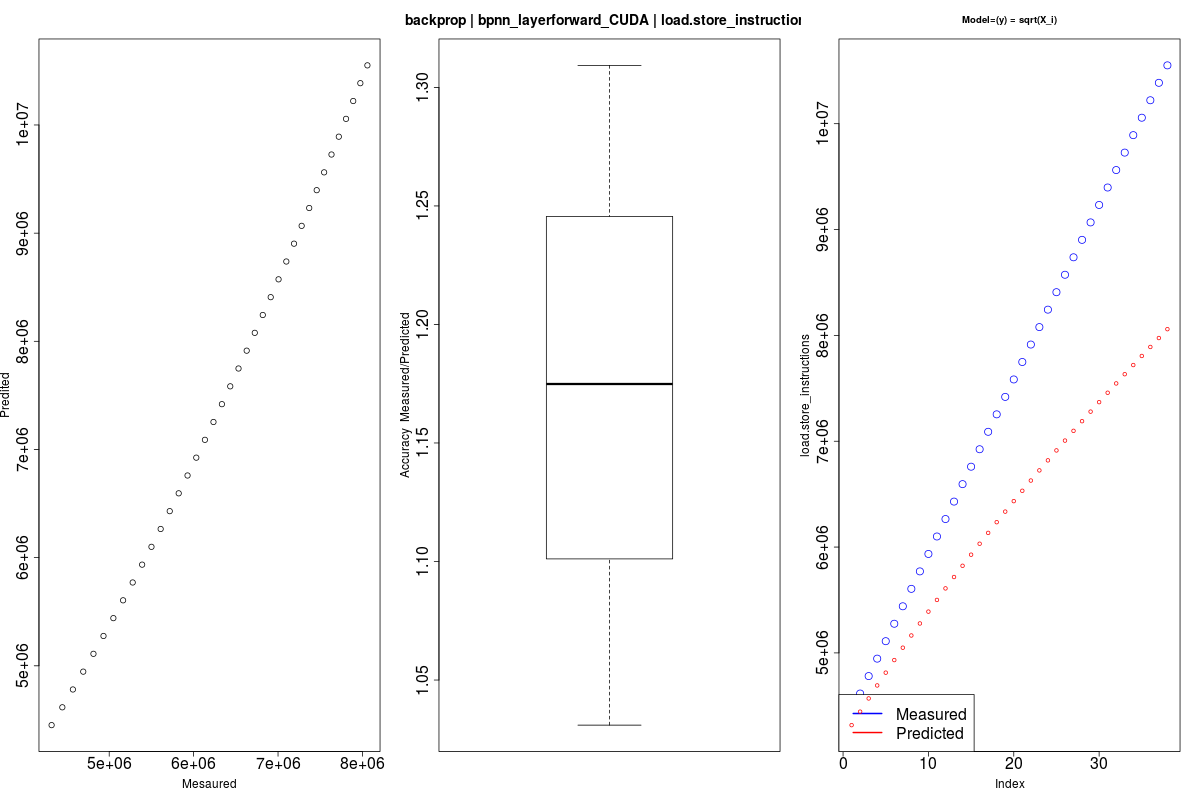 backprop | bpnn_layerforward_CUDA | load.store_instruction
Model=(y) = sqrt(X_i)
Predited
1e+07
9e+06
8e+06
7e+06
6e+06
5e+06
5e+06 6e+06 7e+06 8e+06
Mesaured
Accuracy Measured/Predicted
1.30
1.25
1.20
1.15
1.10
1.05
load.store_instructions
1e+07
9e+06
8e+06
7e+06
6e+06
5e+06
Measured
Predicted
0 10 20 30
Index